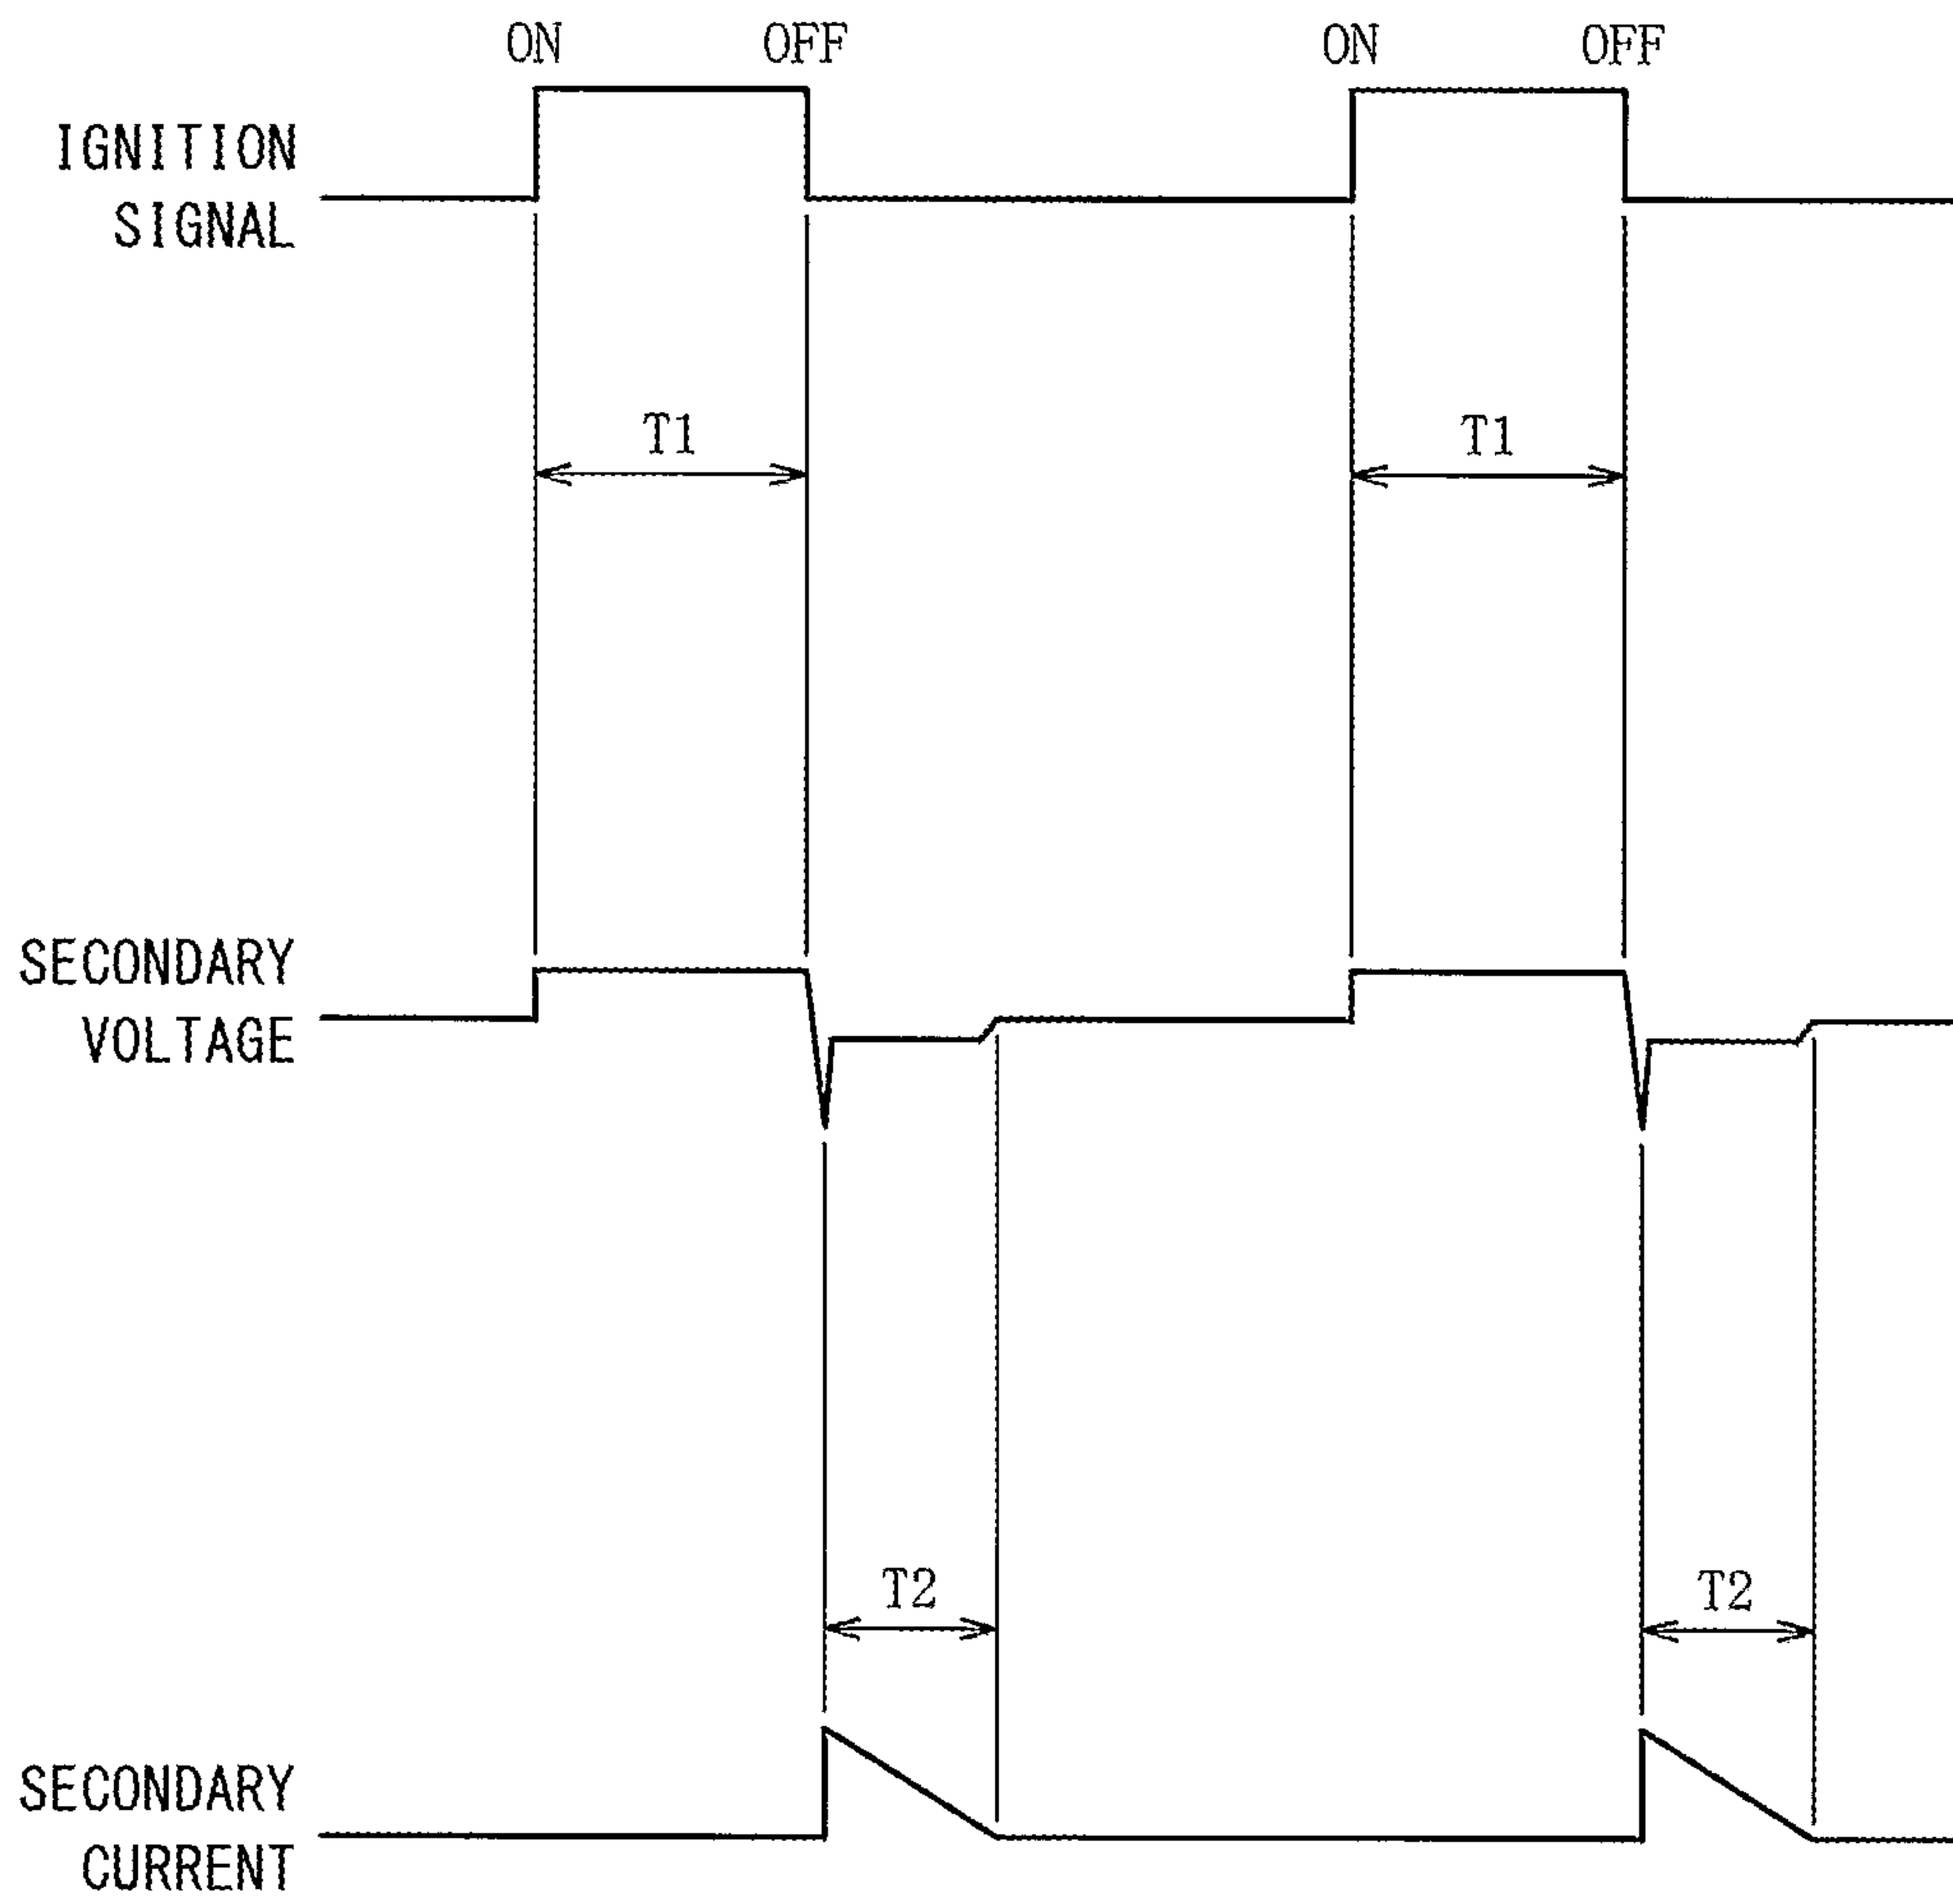 ON OFF ON OFF
IGNITION
SIGNAL
T1 T1
SECONDARY
VOLTAGE
T2 T2
SECONDARY
CURRENT